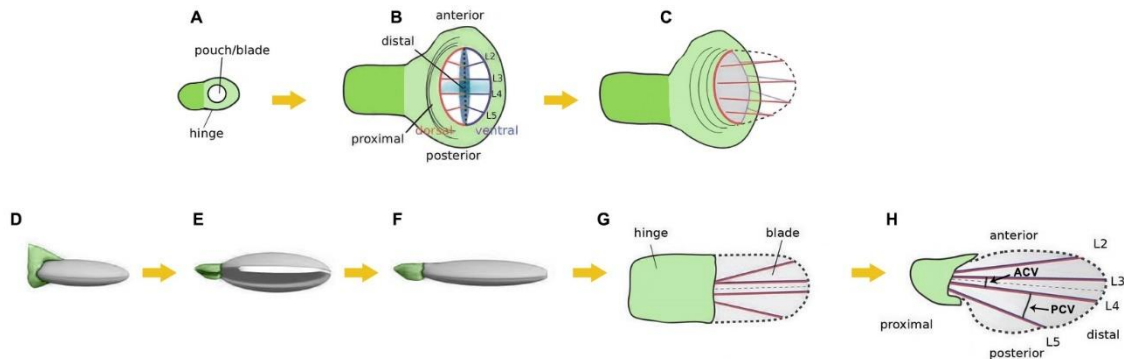 A
pouch/blade
hinge
B
anterior
distal
L2
L3
L4
L5
proximal
dorsal
ventral
posterior
C
D
E
F
G
hinge
blade
H
anterior
L2
ACV
L3
PCV
L4
proximal
distal
L5
posterior